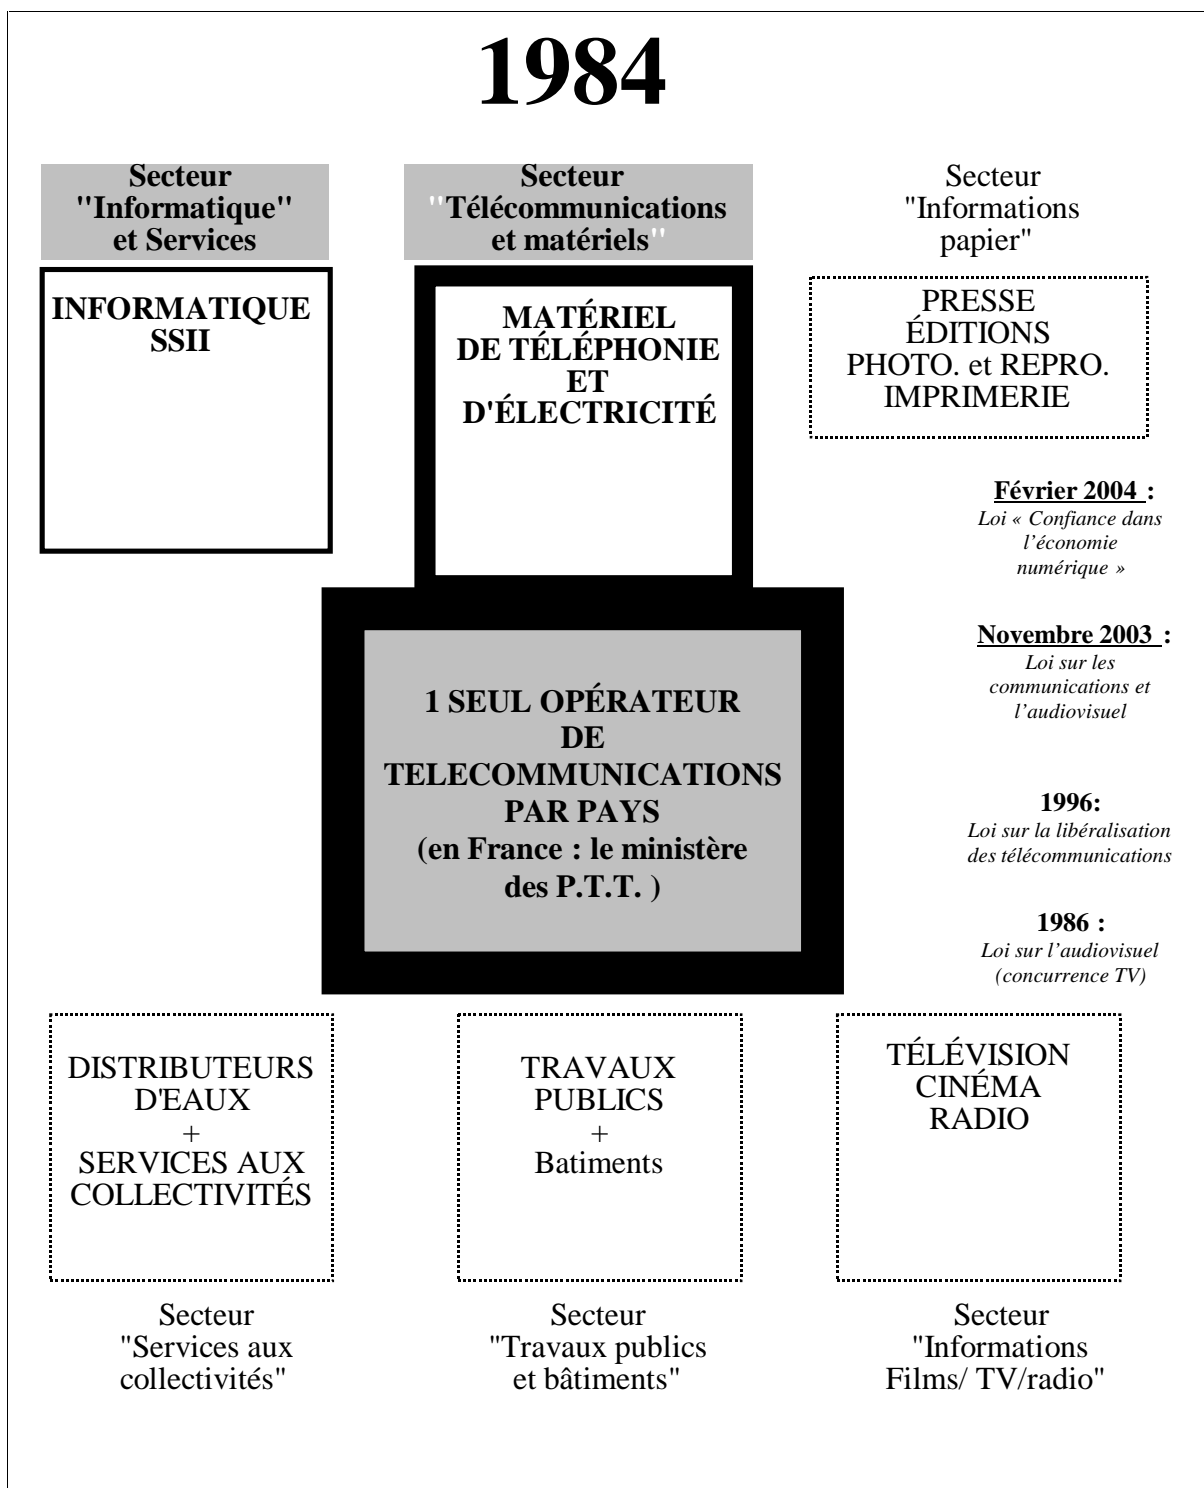 1984
Secteur
"Informatique"
et Services
Secteur
"Télécommunications
et matériels"
Secteur
"Informations
papier"
INFORMATIQUE
SSII
MATÉRIEL
DE TÉLÉPHONIE
ET
D'ÉLECTRICITÉ
PRESSE
ÉDITIONS
PHOTO. et REPRO.
IMPRIMERIE
Février 2004 :
Loi « Confiance dans
l’économie
numérique »
Novembre 2003 :
Loi sur les
communications et
l’audiovisuel
1 SEUL OPÉRATEUR
DE
TELECOMMUNICATIONS
PAR PAYS
(en France : le ministère
des P.T.T. )
1996:
Loi sur la libéralisation
des télécommunications
1986 :
Loi sur l’audiovisuel
(concurrence TV)
DISTRIBUTEURS
D'EAUX
+
SERVICES AUX
COLLECTIVITÉS
TRAVAUX
PUBLICS
+
Batiments
TÉLÉVISION
CINÉMA
RADIO
Secteur
"Services aux
collectivités"
Secteur
"Travaux publics
et bâtiments"
Secteur
"Informations
Films/ TV/radio"